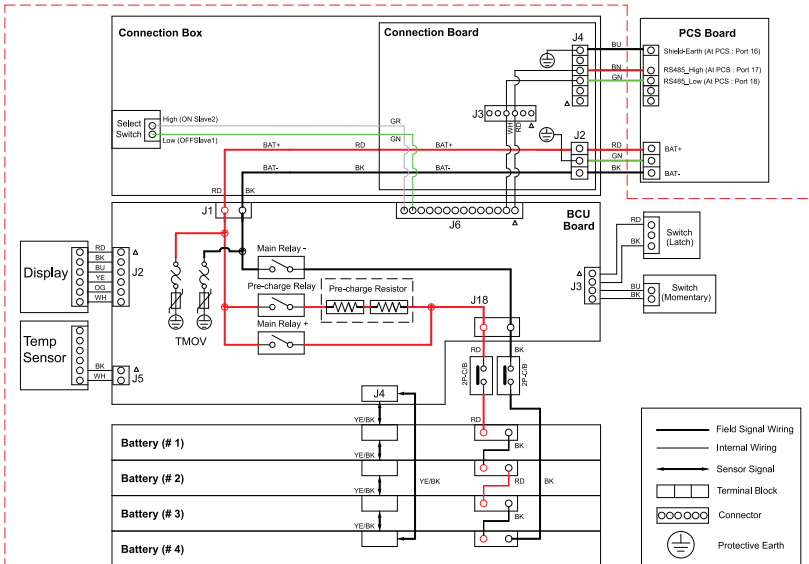 Connection Box
Connection Board
PCS Board
J4
BU
Shield-Earth (At PCS : Port 16)
BN
RS485_High (At PCS : Port 17)
GN
RS485_Low (At PCS : Port 18)
J3
WH
RD
Select
Switch
High (ON Slave2)
Low (OFFSlave1)
GR
GN
J2
BAT+
RD
BAT+
RD
BAT+
GN
BAT-
BK
BAT-
BK
BAT-
RD
BK
J1
J6
BCU
Board
Main Relay -
Pre-charge Relay
Pre-charge Resistor
Main Relay +
TMOV
J18
Display
RD
BK
BU
YE
OG
WH
J2
Temp
Sensor
BK
WH
J5
J3
RD
BK
Switch
(Latch)
BU
BK
Switch
(Momentary)
RD
BK
2P-C/B
2P-C/B
J4
YE/BK
RD
Battery (# 1)
BK
YE/BK
Battery (# 2)
YE/BK
RD
BK
YE/BK
Battery (# 3)
BK
YE/BK
Battery (# 4)
Field Signal Wiring
Internal Wiring
Sensor Signal
Terminal Block
Connector
Protective Earth